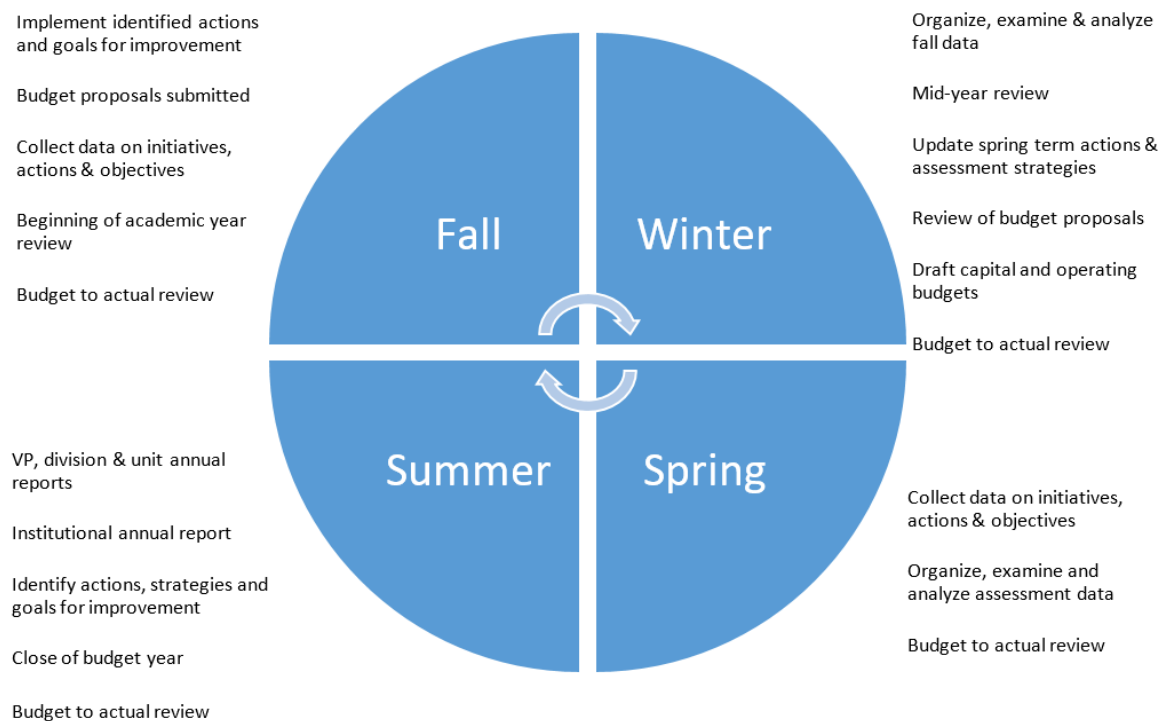 Implement identified actions
and goals for improvement
Budget proposals submitted
Collect data on initiatives,
actions & objectives
Beginning of academic year
review
Budget to actual review
Fall
Organize, examine & analyze
fall data
Mid-year review
Update spring term actions &
assessment strategies
Review of budget proposals
Draft capital and operating
budgets
Budget to actual review
Winter
VP, division & unit annual
reports
Institutional annual report
Identify actions, strategies and
goals for improvement
Close of budget year
Budget to actual review
Summer
Spring
Collect data on initiatives,
actions & objectives
Organize, examine and
analyze assessment data
Budget to actual review